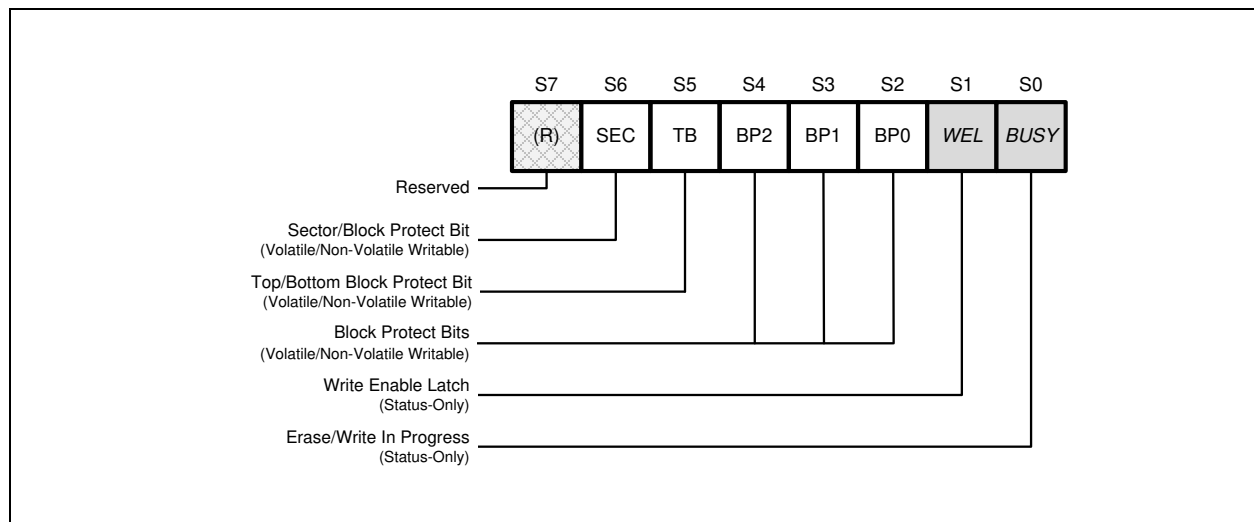 S7 S6 S5 S4 S3 S2 S1 S0
(R) SEC TB BP2 BP1 BP0 WEL BUSY
Reserved
Sector/Block Protect Bit
(Volatile/Non-Volatile Writable)
Top/Bottom Block Protect Bit
(Volatile/Non-Volatile Writable)
Block Protect Bits
(Volatile/Non-Volatile Writable)
Write Enable Latch
(Status-Only)
Erase/Write In Progress
(Status-Only)